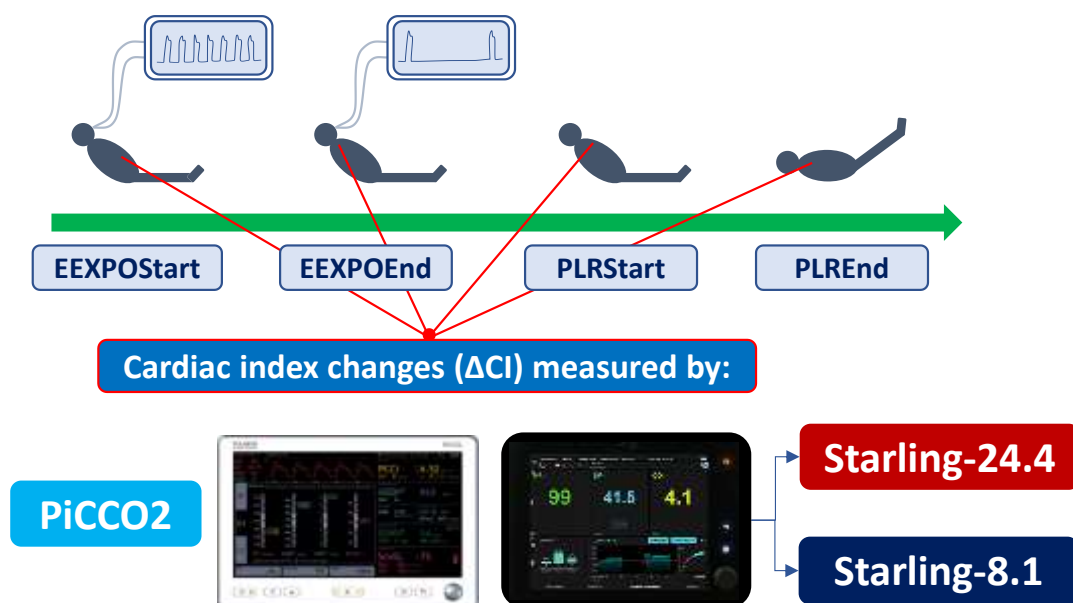 EEXPOStart
EEXPOEnd
PLRStart
PLREnd
Cardiac index changes (ΔCI) measured by:
PiCCO2
99
41.5
4.1
Starling-24.4
Starling-8.1